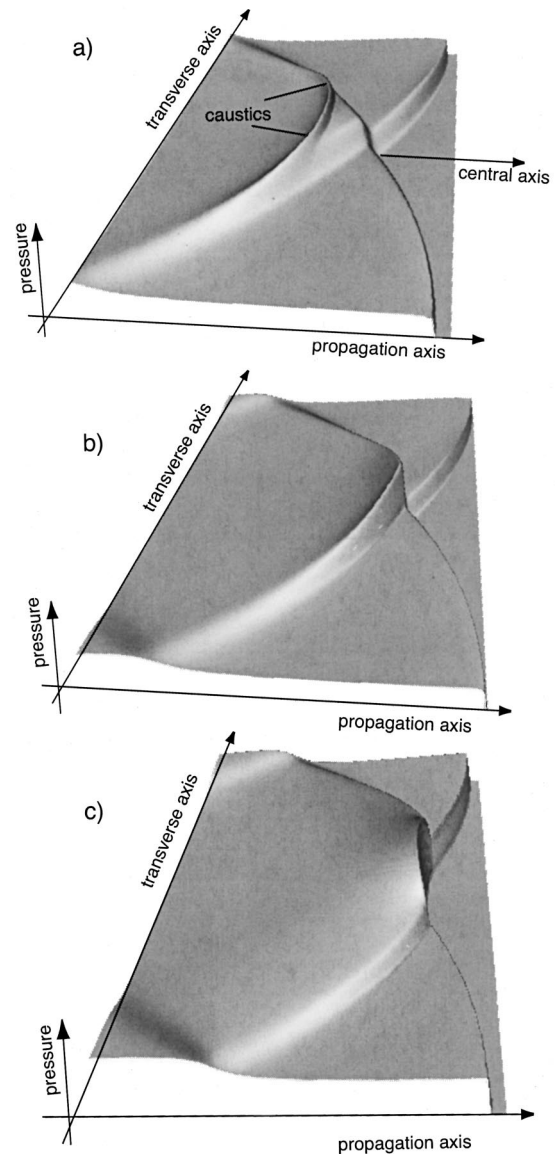 a)
transverse axis
caustics
central axis
pressure
propagation axis
b)
transverse axis
pressure
propagation axis
c)
transverse axis
pressure
propagation axis